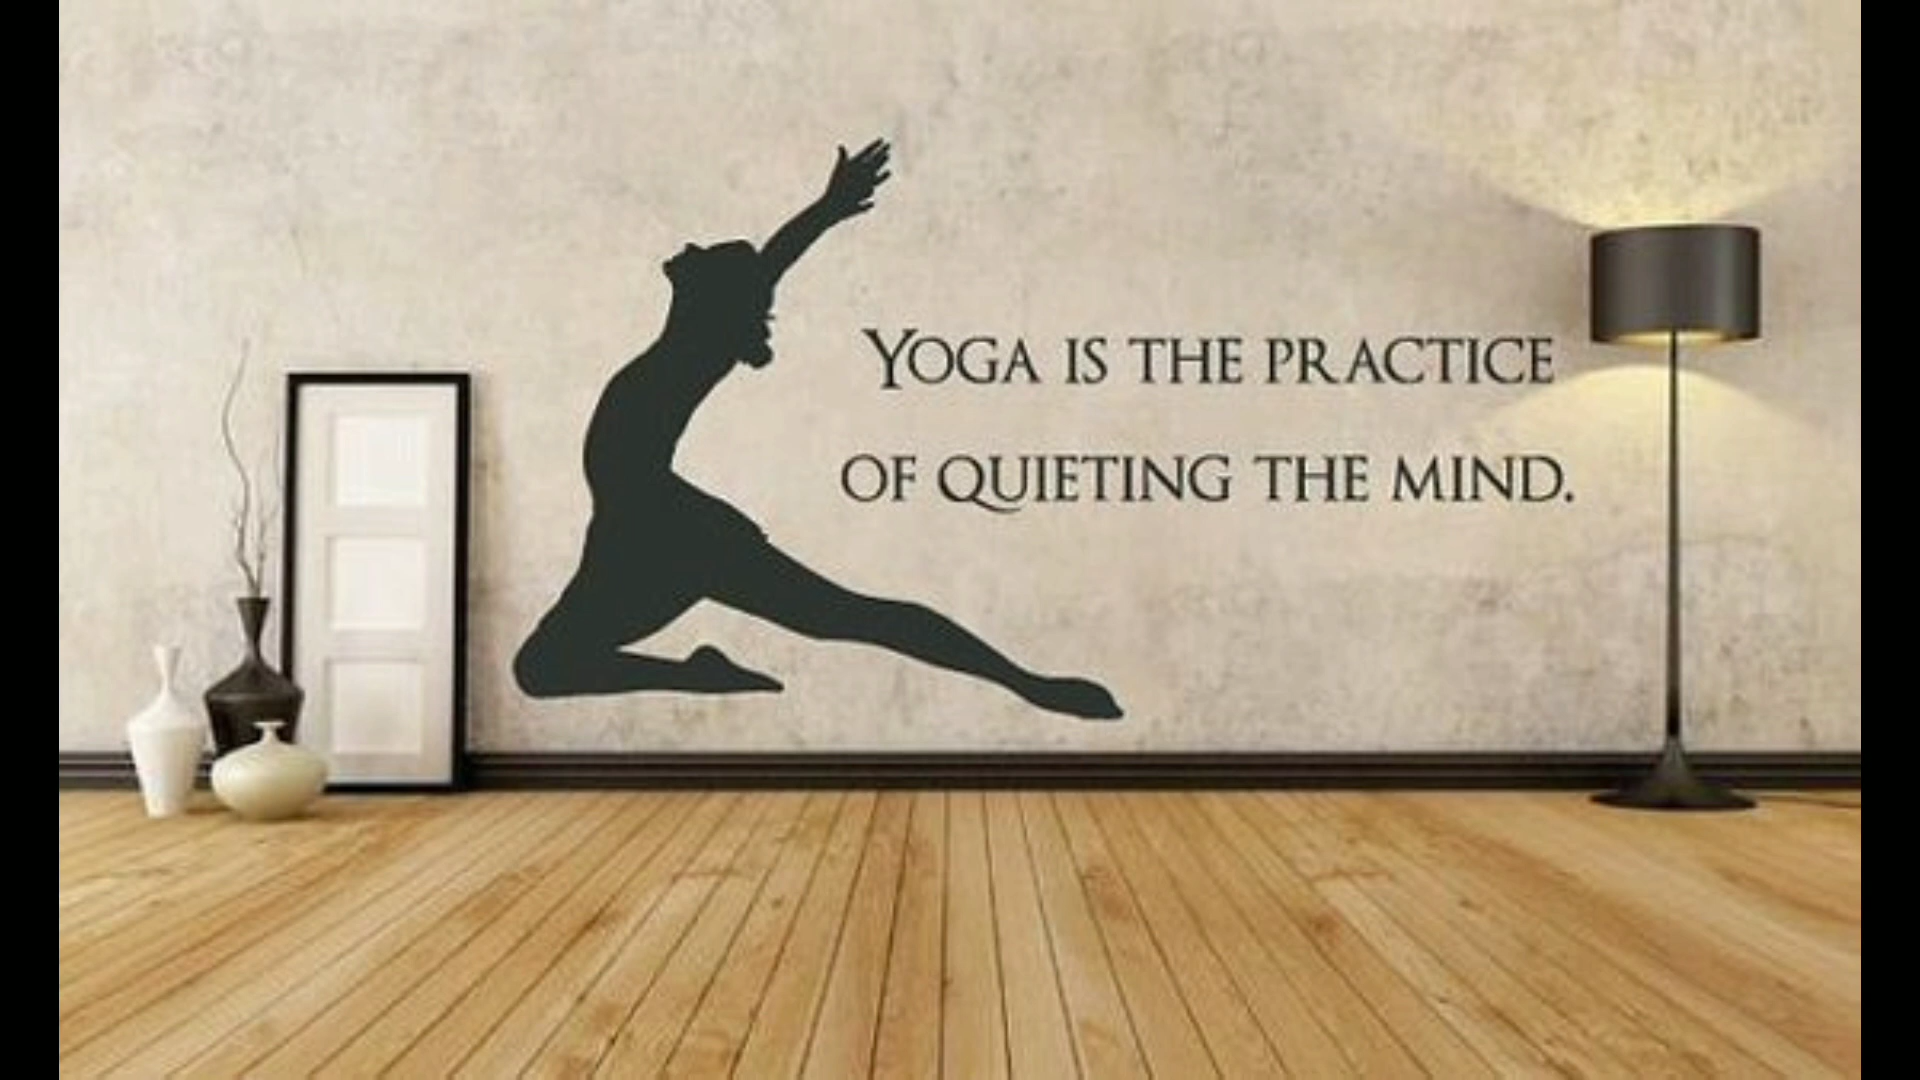 YOGA IS THE PRACTICE
OF QUIETING THE MIND.